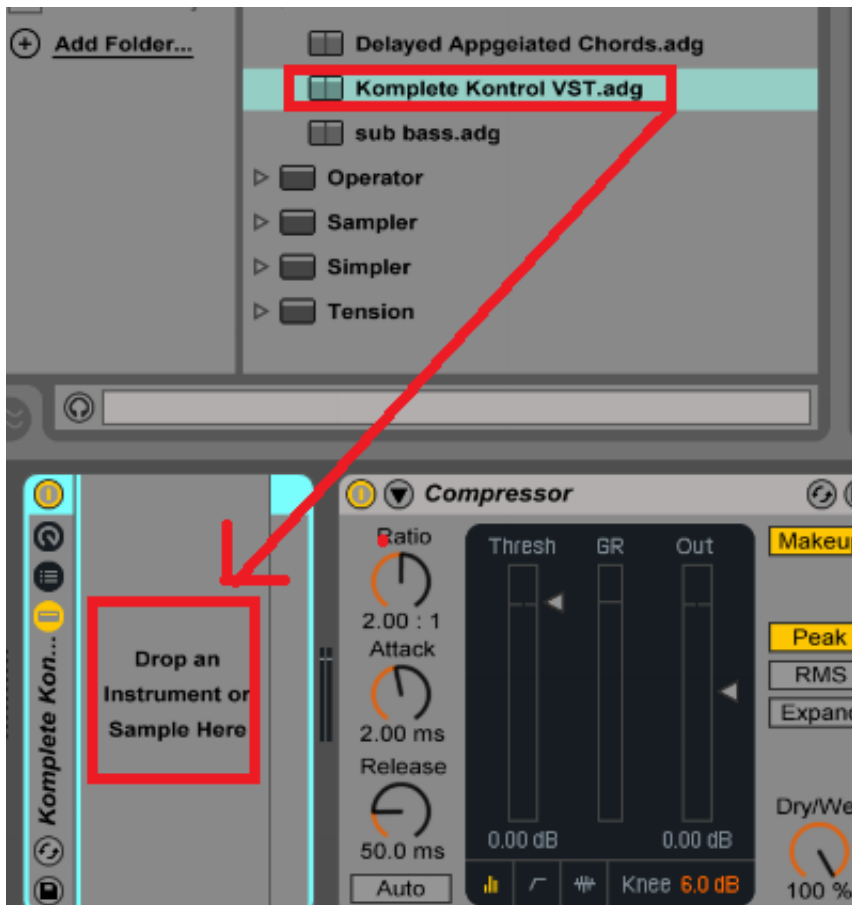 Add Folder...
Delayed Appgeiated Chords.adg
Komplete Kontrol VST.adg
sub bass.adg
Operator
Sampler
Simpler
Tension
Komplete Kon...
Drop an
Instrument or
Sample Here
Compressor
Ratio
2.00 : 1
Attack
2.00 ms
Release
50.0 ms
Auto
Thresh GR Out
0.00 dB 0.00 dB
Knee 6.0 dB
Makeu
Peak
RMS
Expand
Dry/We
100 %